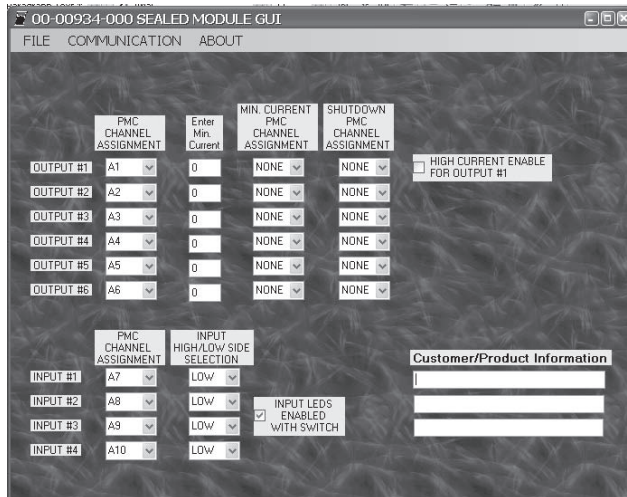 00-00934-000 SEALED MODULE GUI
FILE COMMUNICATION ABOUT
PMC CHANNEL ASSIGNMENT
Enter Min. Current
MIN. CURRENT PMC CHANNEL ASSIGNMENT
SHUTDOWN PMC CHANNEL ASSIGNMENT
OUTPUT #1 A1 0 NONE NONE
HIGH CURRENT ENABLE
FOR OUTPUT #1
OUTPUT #2 A2 0 NONE NONE
OUTPUT #3 A3 0 NONE NONE
OUTPUT #4 A4 0 NONE NONE
OUTPUT #5 A5 0 NONE NONE
OUTPUT #6 A6 0 NONE NONE
PMC CHANNEL ASSIGNMENT
INPUT HIGH/LOW SIDE SELECTION
Customer/Product Information
INPUT #1 A7 LOW
INPUT #2 A8 LOW
INPUT LEDS
ENABLED
WITH SWITCH
INPUT #3 A9 LOW
INPUT #4 A10 LOW